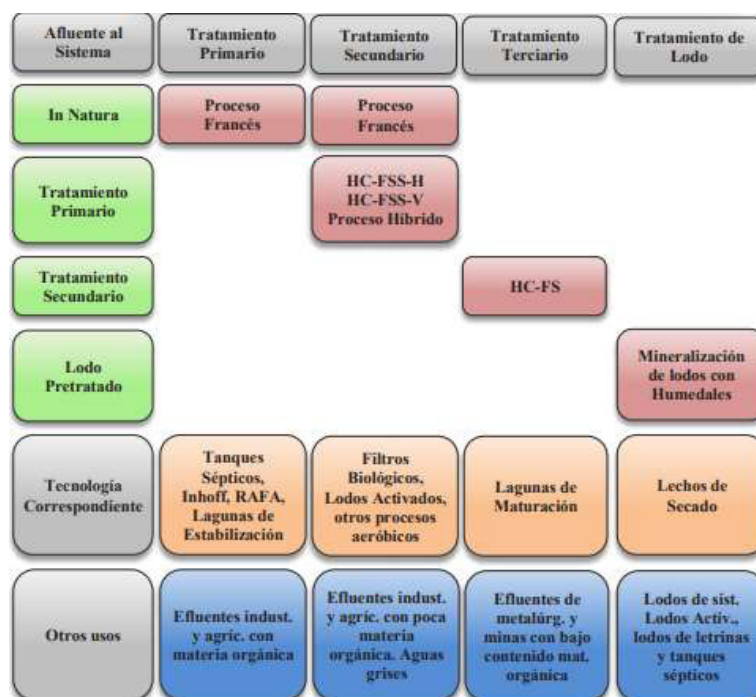 Afluente al
Sistema
Tratamiento
Primario
Tratamiento
Secundario
Tratamiento
Terciario
Tratamiento de
Lodo
In Natura
Proceso
Francés
Proceso
Francés
Tratamiento
Primario
HC-FSS-H
HC-FSS-V
Proceso Híbrido
Tratamiento
Secundario
HC-FS
Lodo
Pretratado
Mineralización
de lodos con
Humedales
Tecnología
Correspondiente
Tanques
Sépticos,
Inhoff, RAFA,
Lagunas de
Estabilización
Filtros
Biológicos,
Lodos Activados,
otros procesos
aeróbicos
Lagunas de
Maturación
Lechos de
Secado
Otros usos
Efluentes indust.
y agríc. con
materia orgánica
Efluentes indust.
y agríc. con poca
materia
orgánica. Aguas
grises
Efluentes de
metalúrg. y
minas con bajo
contenido mat.
orgánica
Lodos de sist.
Lodos Activ.,
lodos de letrinas
y tanques
sépticos